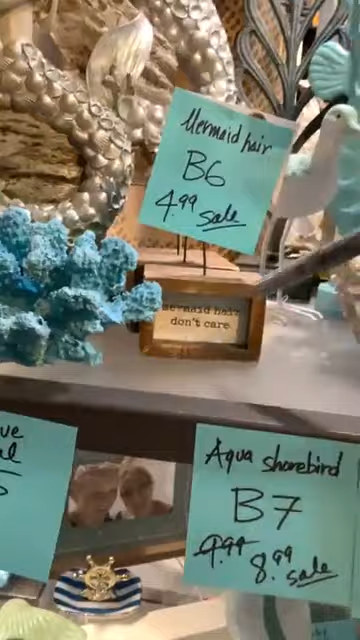 Mermaid hair
B6
4.99 sale
mermaid hair
don't care
Aqua shorebird
B7
9.99
8.99 sale